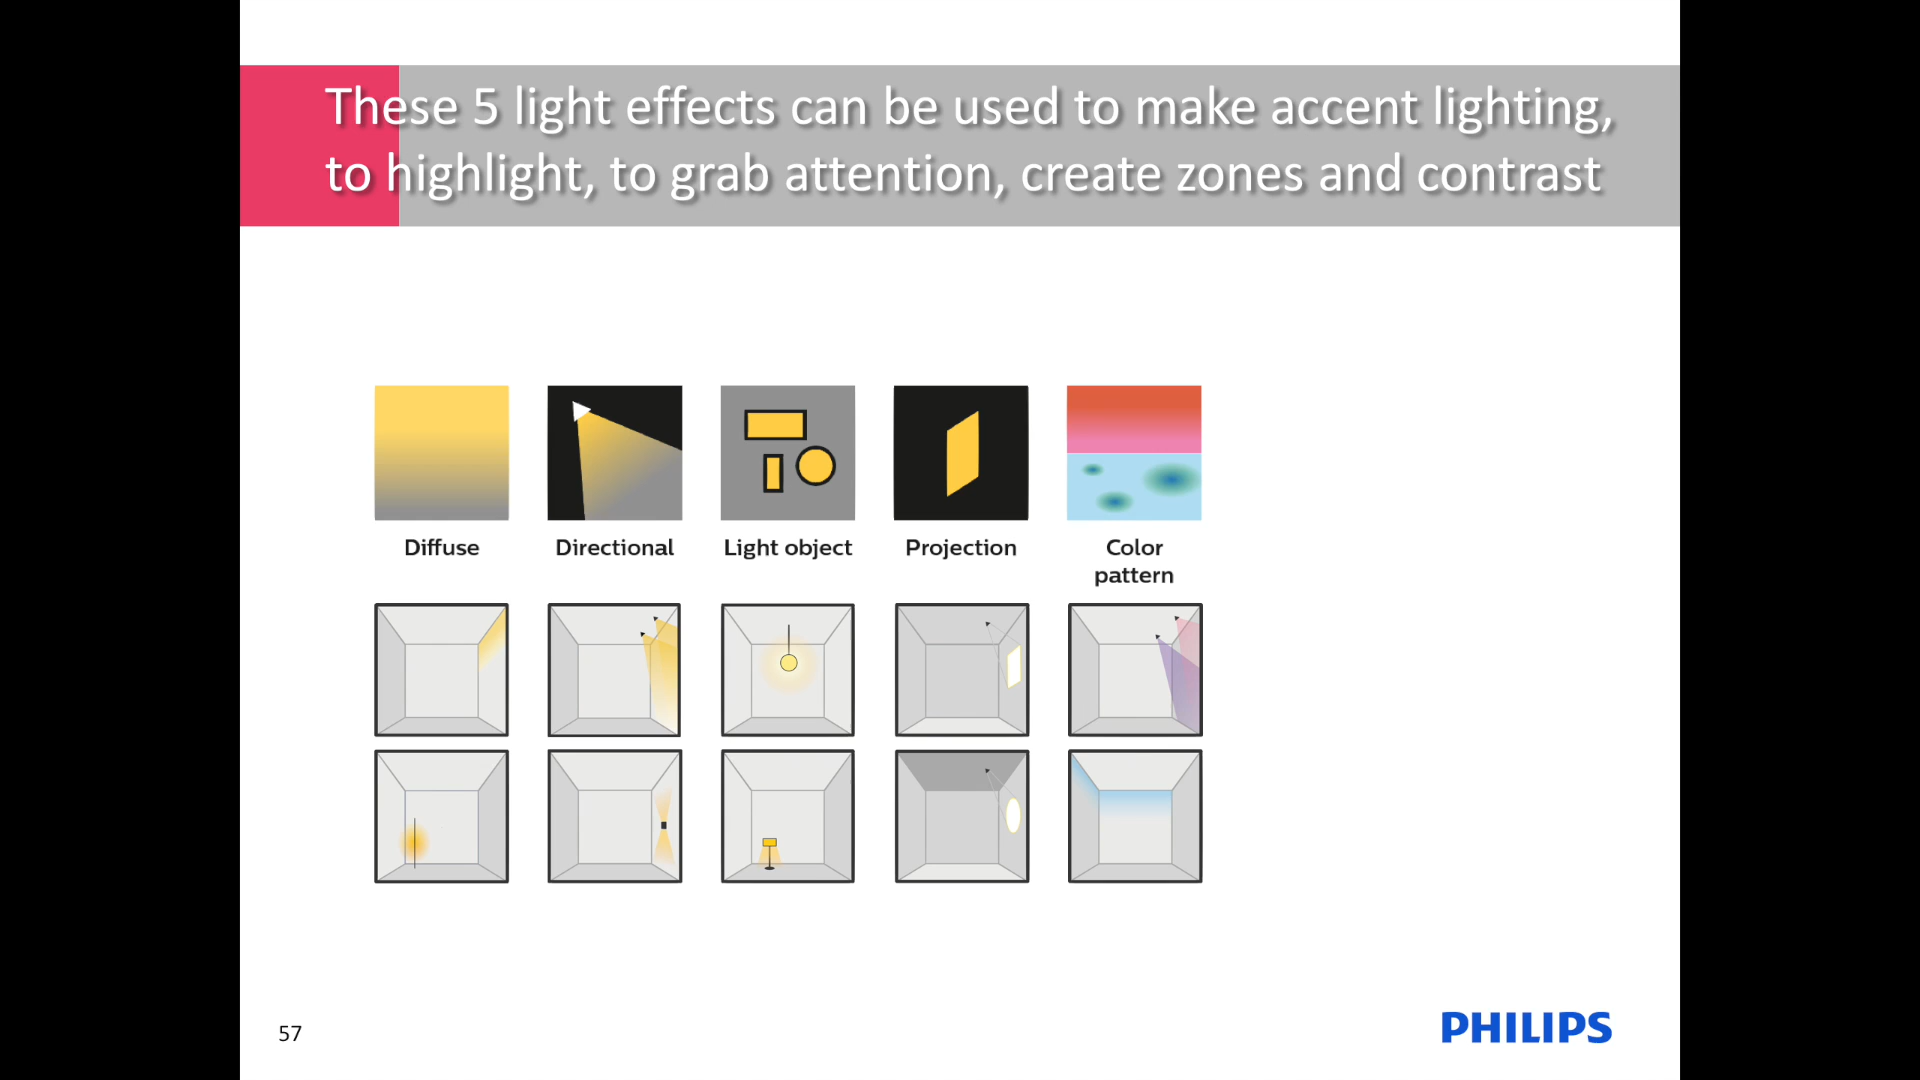 These 5 light effects can be used to make accent lighting,
to highlight, to grab attention, create zones and contrast
Diffuse
Directional
Light object
Projection
Color
pattern
57
PHILIPS